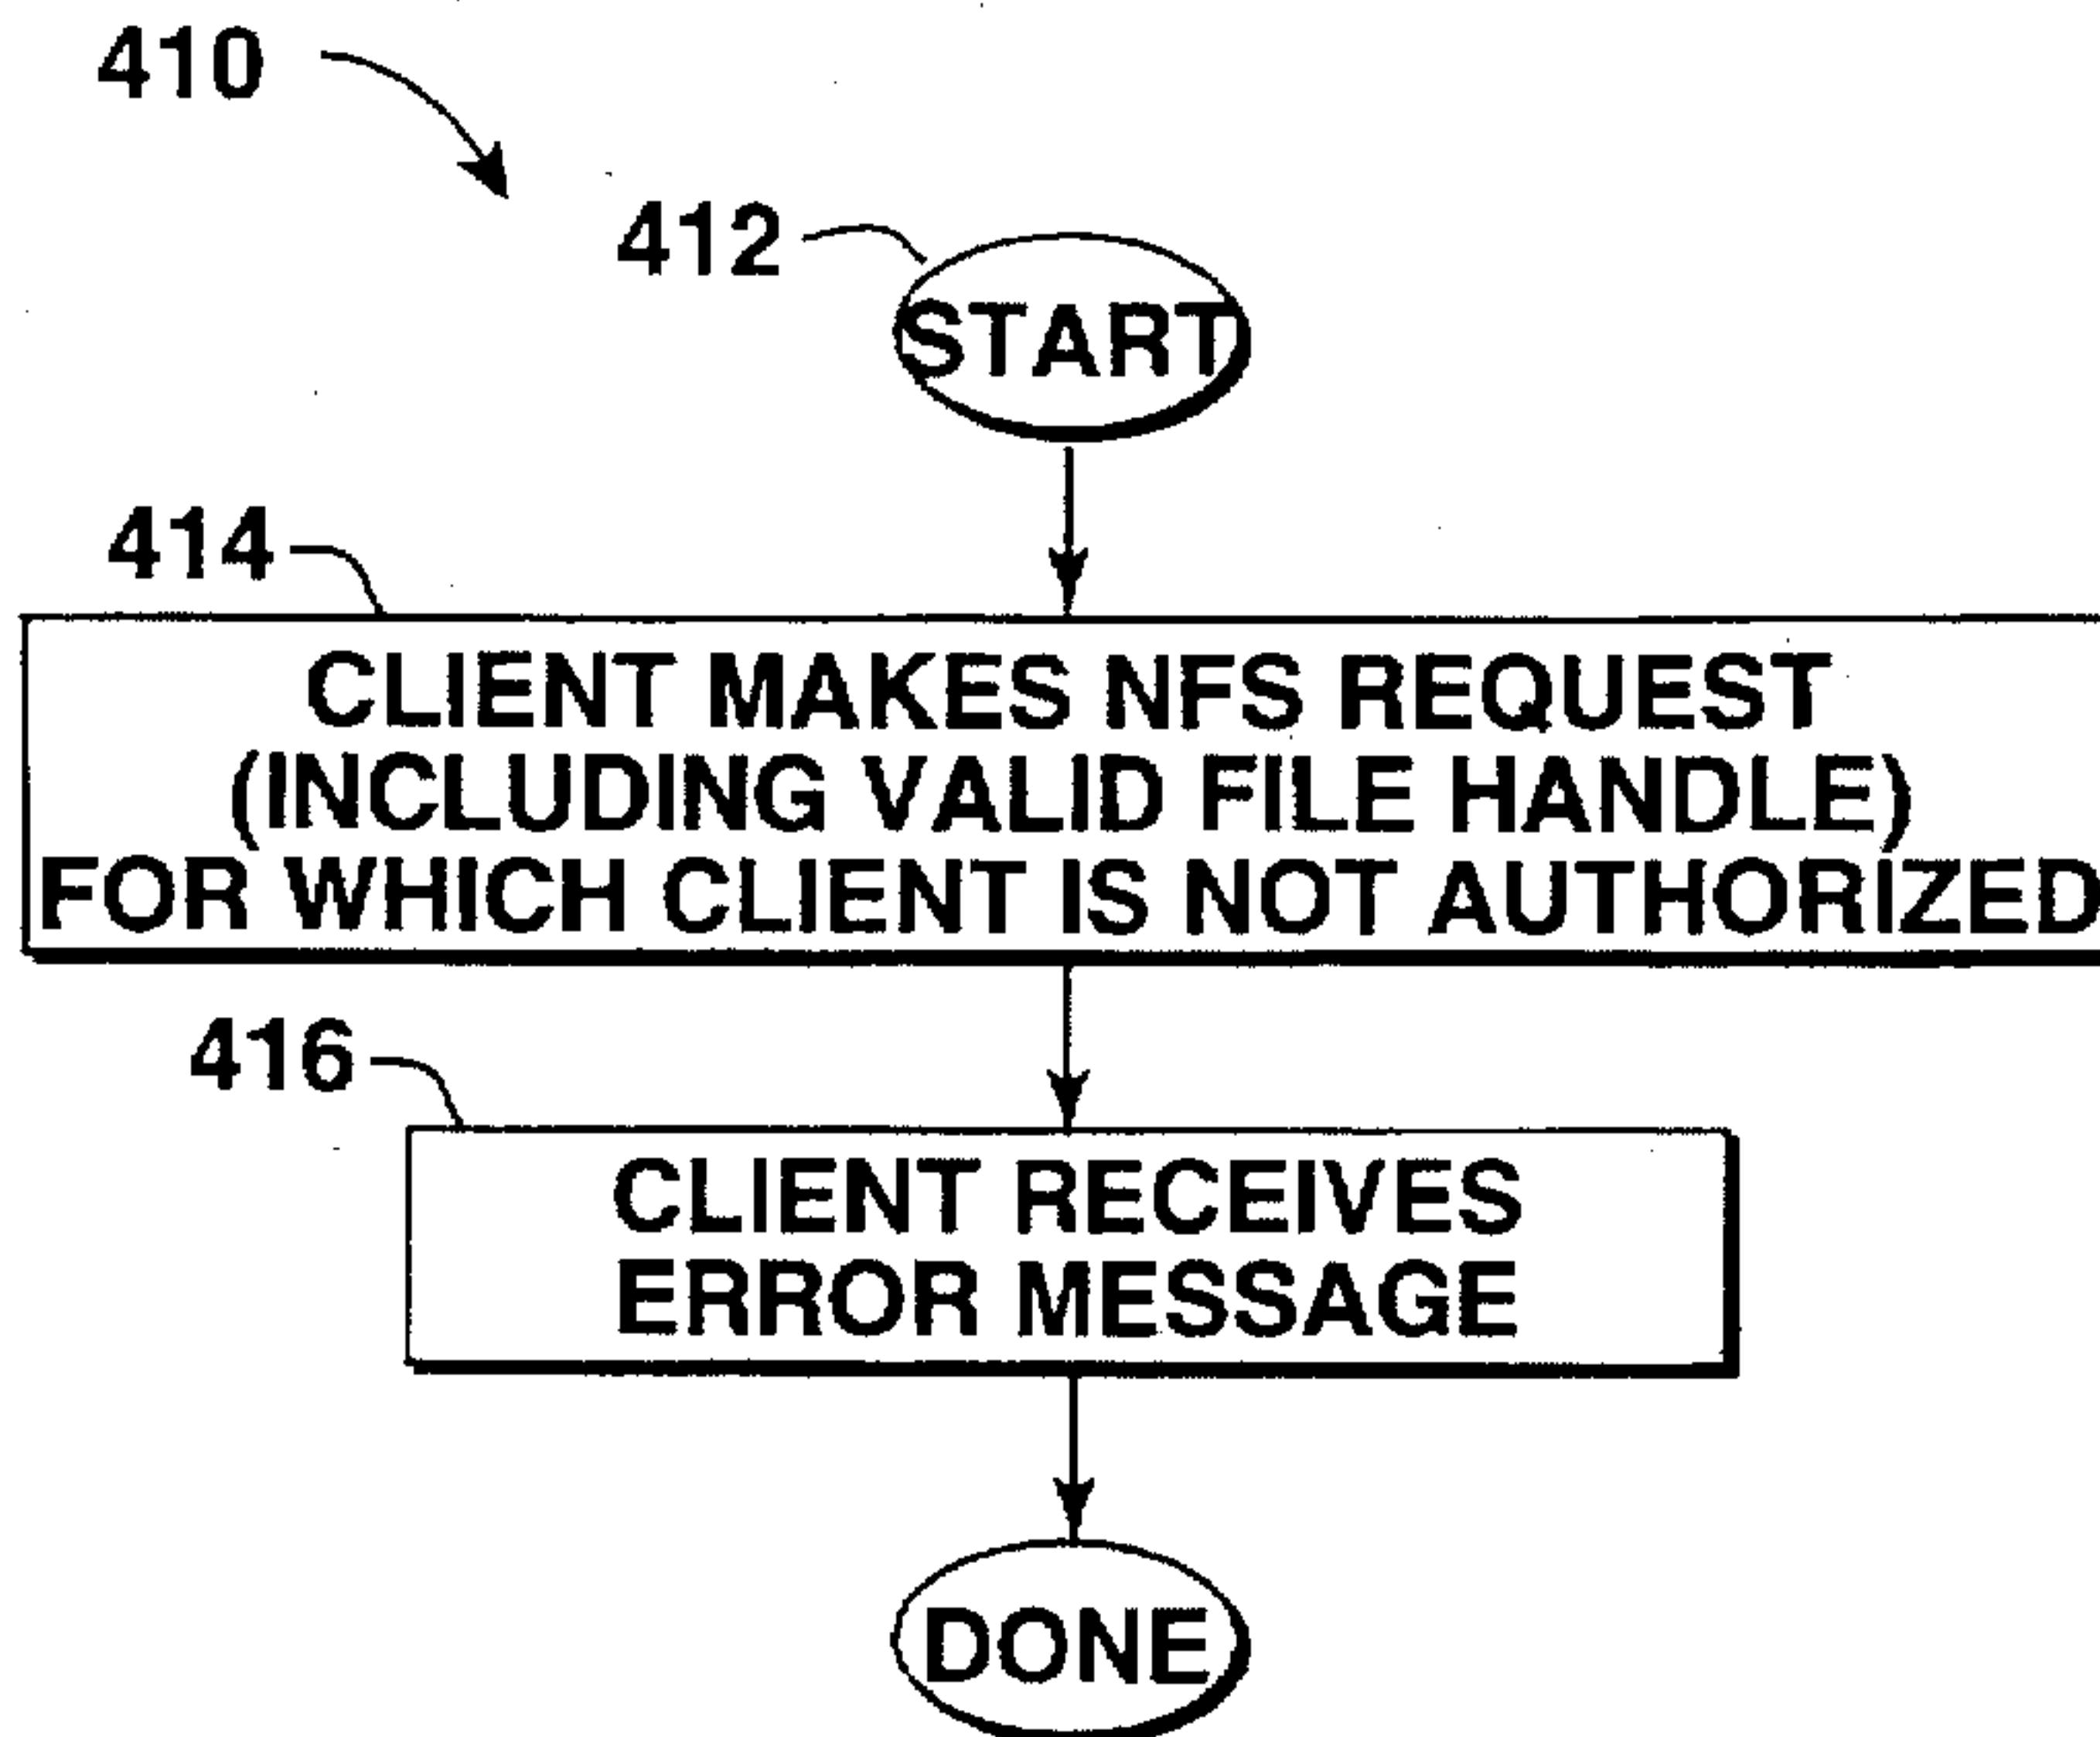 410
412
START
414
CLIENT MAKES NFS REQUEST
(INCLUDING VALID FILE HANDLE)
FOR WHICH CLIENT IS NOT AUTHORIZED
416
CLIENT RECEIVES
ERROR MESSAGE
DONE